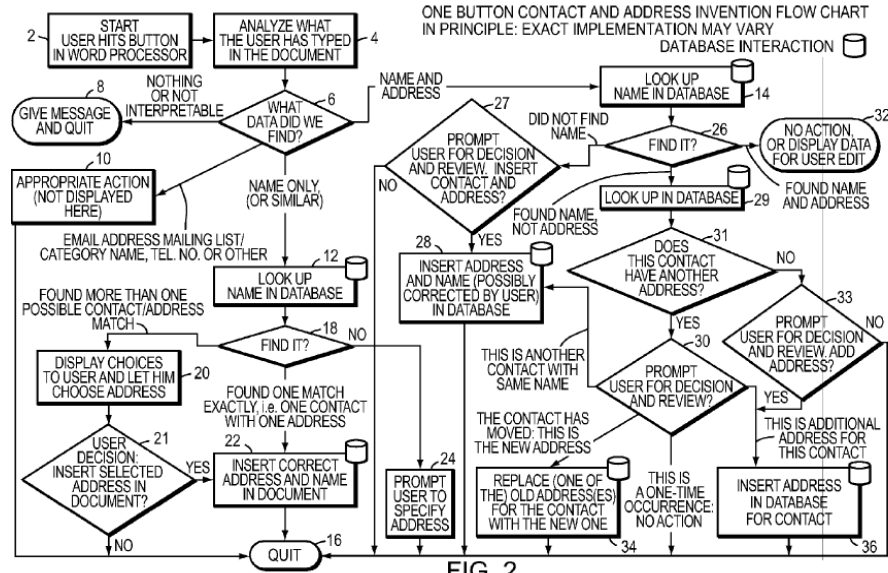 ONE BUTTON CONTACT AND ADDRESS INVENTION FLOW CHART
IN PRINCIPLE: EXACT IMPLEMENTATION MAY VARY
DATABASE INTERACTION
2
START
USER HITS BUTTON
IN WORD PROCESSOR
ANALYZE WHAT
THE USER HAS TYPED
IN THE DOCUMENT
4
NOTHING
OR NOT
INTERPRETABLE
8
GIVE MESSAGE
AND QUIT
6
WHAT
DATA DID WE
FIND?
NAME AND
ADDRESS
LOOK UP
NAME IN DATABASE
14
10
APPROPRIATE ACTION
(NOT DISPLAYED
HERE)
EMAIL ADDRESS MAILING LIST/
CATEGORY NAME, TEL. NO. OR OTHER
NAME ONLY,
(OR SIMILAR)
27
PROMPT
USER FOR DECISION
AND REVIEW. INSERT
CONTACT AND
ADDRESS?
NO
YES
DID NOT FIND
NAME
26
FIND IT?
32
NO ACTION,
OR DISPLAY DATA
FOR USER EDIT
FOUND NAME
AND ADDRESS
FOUND NAME,
NOT ADDRESS
LOOK UP IN DATABASE
29
12
LOOK UP
NAME IN DATABASE
28
INSERT ADDRESS
AND NAME (POSSIBLY
CORRECTED BY USER)
IN DATABASE
31
DOES
THIS CONTACT
HAVE ANOTHER
ADDRESS?
NO
YES
33
PROMPT
USER FOR DECISION
AND REVIEW. ADD
ADDRESS?
NO
YES
FOUND MORE THAN ONE
POSSIBLE CONTACT/ADDRESS
MATCH
18
FIND IT?
NO
DISPLAY CHOICES
TO USER AND LET HIM
CHOOSE ADDRESS
20
FOUND ONE MATCH
EXACTLY, i.e. ONE CONTACT
WITH ONE ADDRESS
THIS IS ANOTHER
CONTACT WITH
SAME NAME
30
PROMPT
USER FOR DECISION
AND REVIEW?
21
USER
DECISION:
INSERT SELECTED
ADDRESS IN
DOCUMENT?
YES
NO
22
INSERT CORRECT
ADDRESS AND NAME
IN DOCUMENT
24
PROMPT
USER TO
SPECIFY
ADDRESS
THE CONTACT HAS
MOVED: THIS IS
THE NEW ADDRESS
REPLACE (ONE OF
THE) OLD ADDRESS(ES)
FOR THE CONTACT
WITH THE NEW ONE
34
THIS IS
A ONE-TIME
OCCURRENCE:
NO ACTION
THIS IS ADDITIONAL
ADDRESS FOR
THIS CONTACT
INSERT ADDRESS
IN DATABASE
FOR CONTACT
36
QUIT
16
FIG. 2